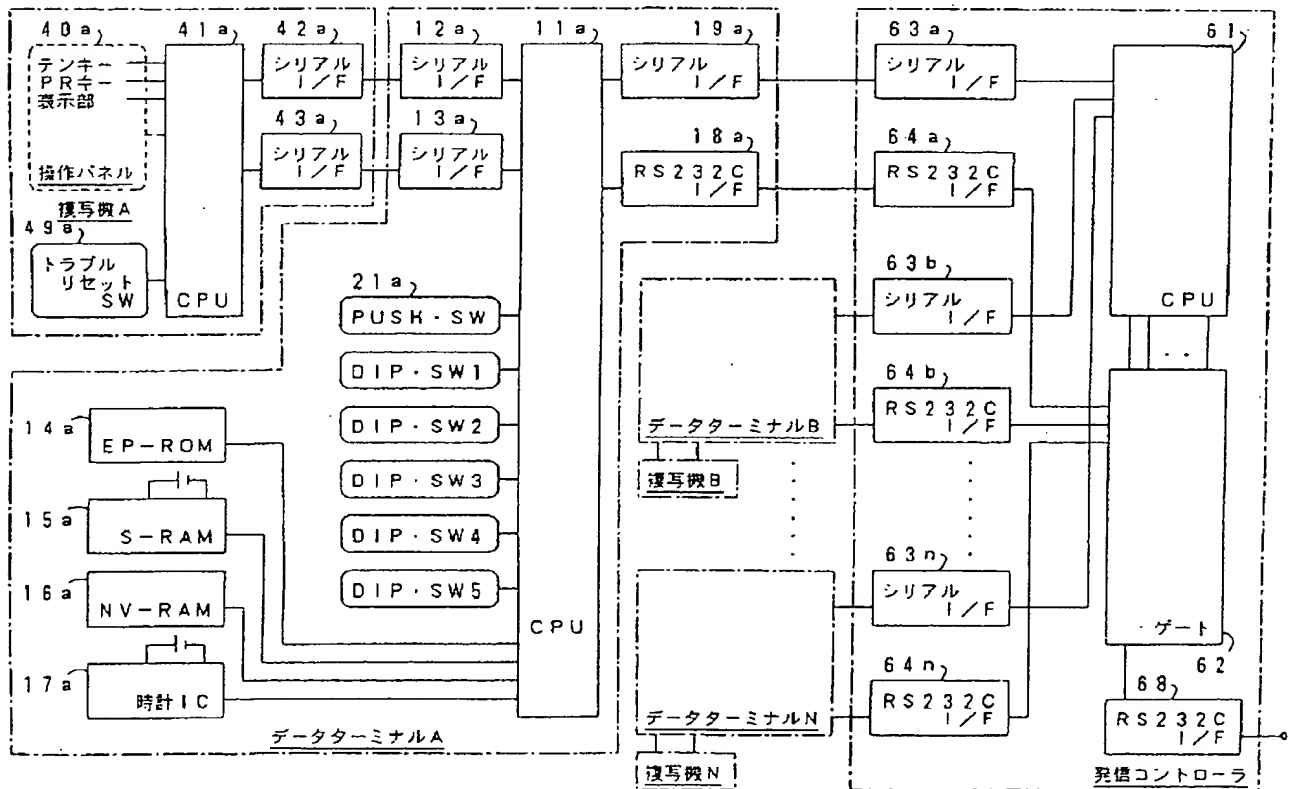 40a
テンキー
PRキー
表示部
操作パネル
複写機A
49a
トラブル
リセット
SW
41a
CPU
42a
シリアル
I/F
43a
シリアル
I/F
12a
シリアル
I/F
13a
シリアル
I/F
11a
CPU
19a
シリアル
I/F
18a
RS232C
I/F
21a
PUSH・SW
DIP・SW1
DIP・SW2
DIP・SW3
DIP・SW4
DIP・SW5
14a
EP-ROM
15a
S-RAM
16a
NV-RAM
17a
時計IC
データターミナルA
データターミナルB
複写機B
データターミナルN
複写機N
63a
シリアル
I/F
64a
RS232C
I/F
63b
シリアル
I/F
64b
RS232C
I/F
63n
シリアル
I/F
64n
RS232C
I/F
61
CPU
ゲート
62
68
RS232C
I/F
発信コントローラ